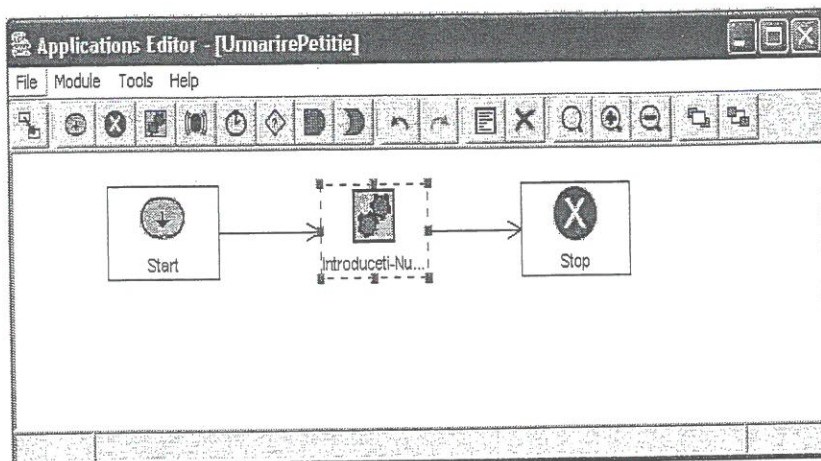 Applications Editor - [UrmarirePetitie]
File Module Tools Help
Start
Introduceti-Nu...
Stop